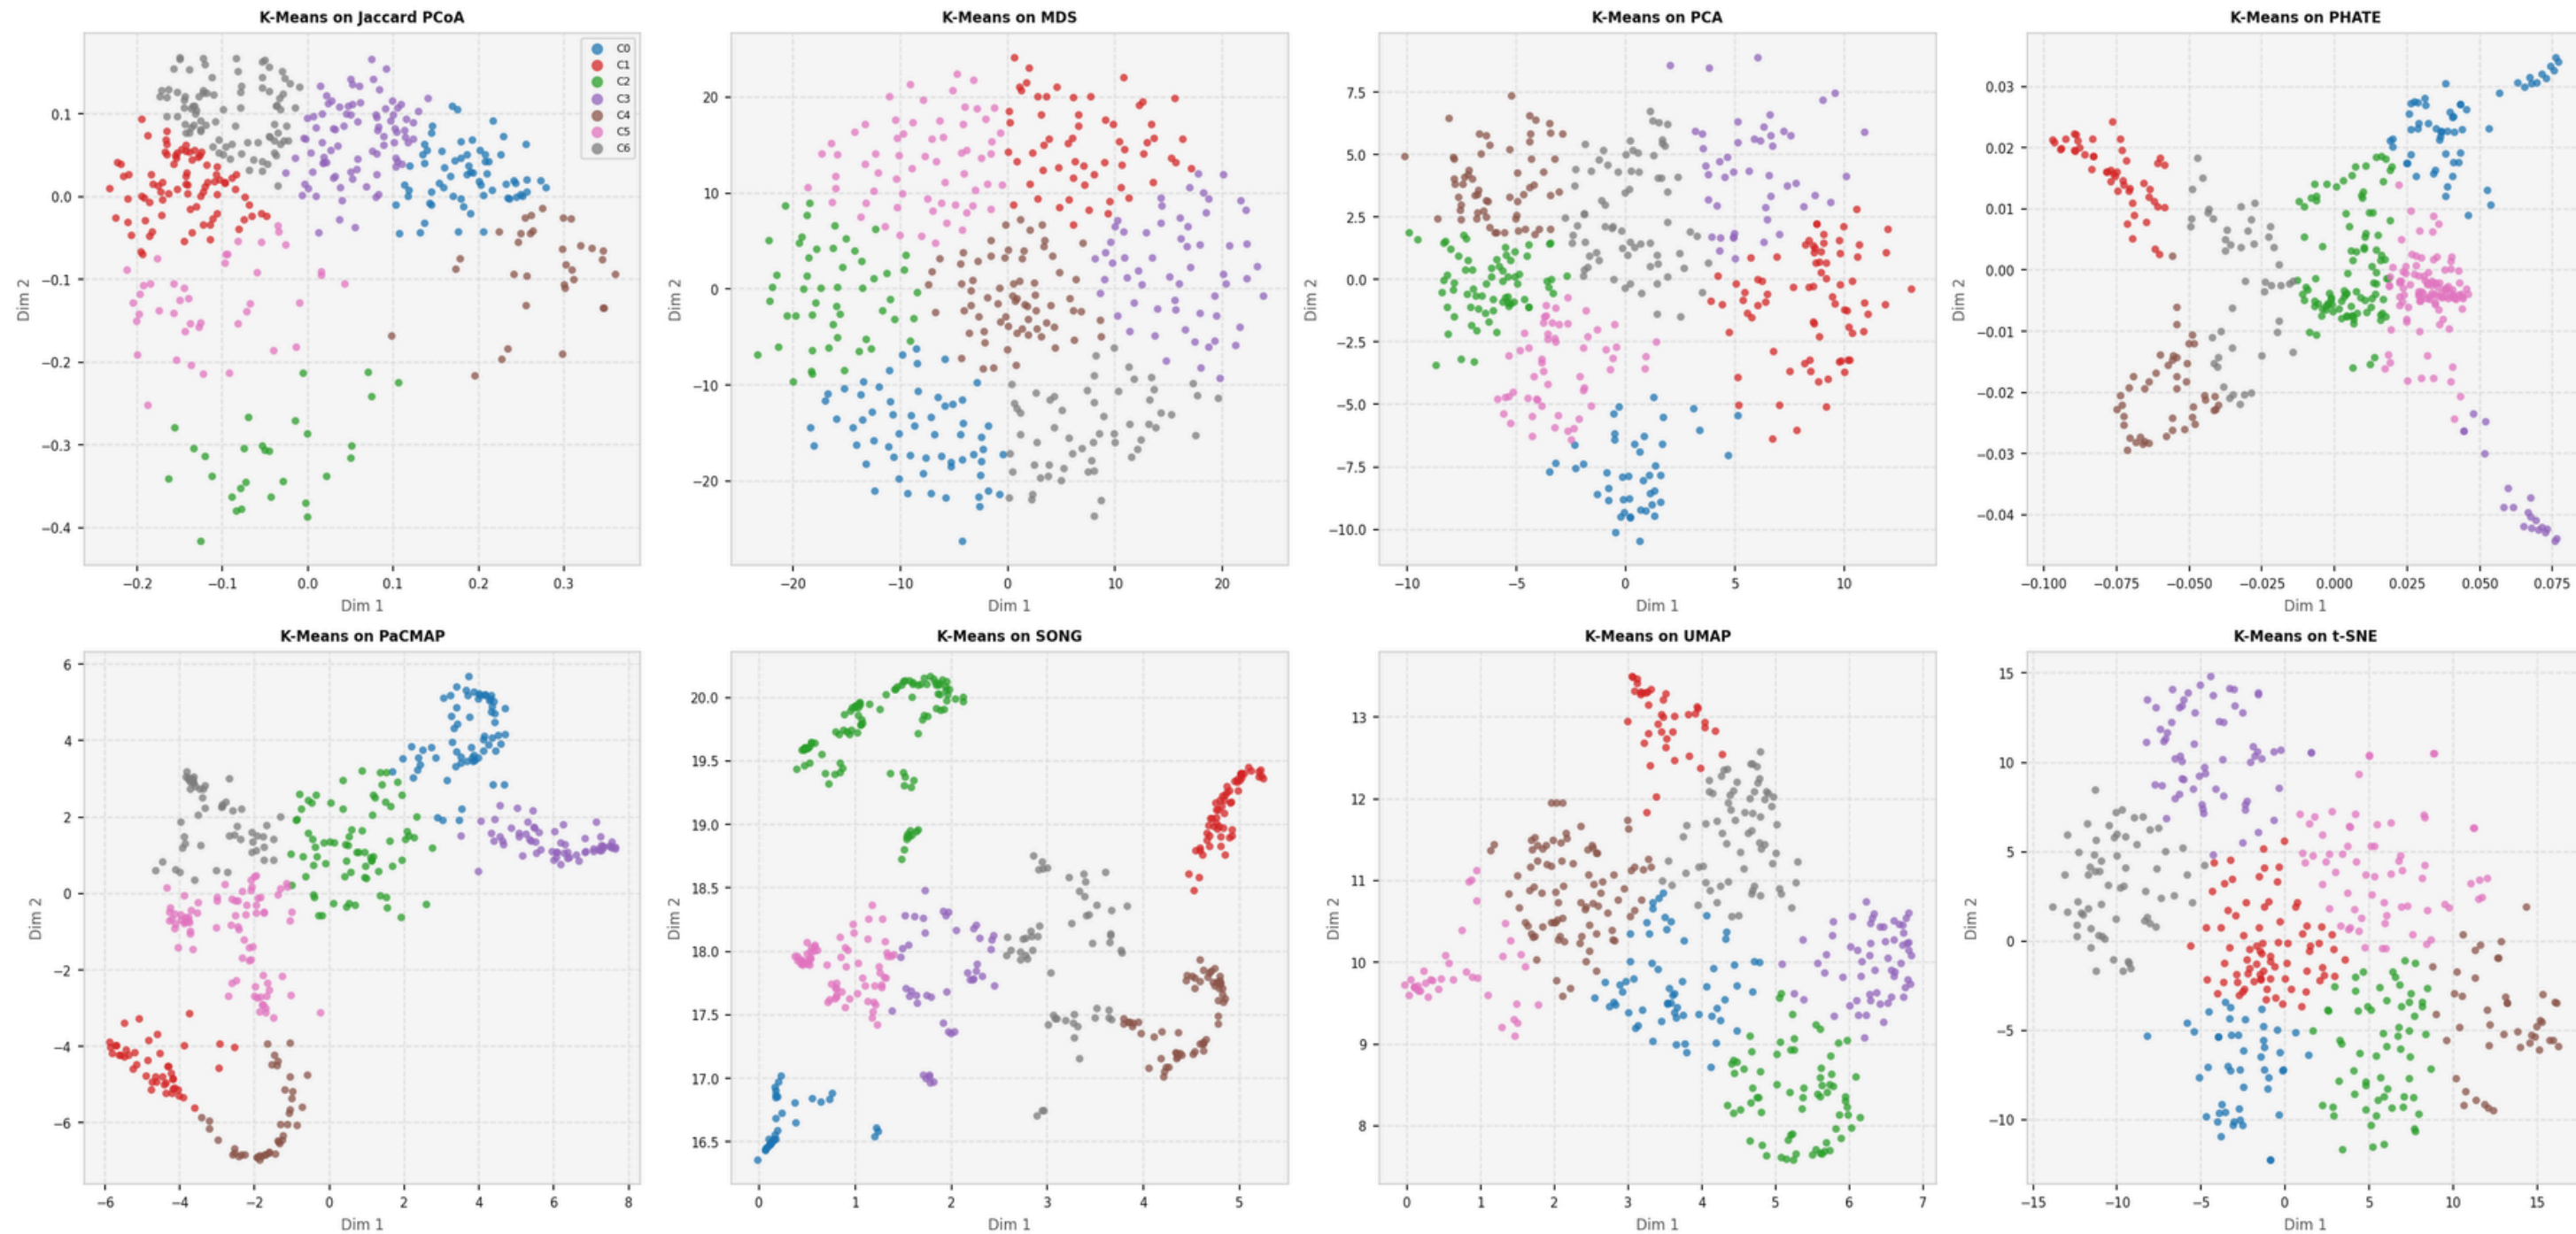 K-Means on Jaccard PCoA
C0
C1
C2
C3
C4
C5
C6
0.1
0.0
−0.1
−0.2
−0.3
−0.4
Dim 2
−0.2 −0.1 0.0 0.1 0.2 0.3
Dim 1
K-Means on MDS
20
10
0
−10
−20
Dim 2
−20 −10 0 10 20
Dim 1
K-Means on PCA
7.5
5.0
2.5
0.0
−2.5
−5.0
−7.5
−10.0
Dim 2
−10 −5 0 5 10
Dim 1
K-Means on PHATE
0.03
0.02
0.01
0.00
−0.01
−0.02
−0.03
−0.04
Dim 2
−0.100 −0.075 −0.050 −0.025 0.000 0.025 0.050 0.075
Dim 1
K-Means on PaCMAP
6
4
2
0
−2
−4
−6
Dim 2
−6 −4 −2 0 2 4 6 8
Dim 1
K-Means on SONG
20.0
19.5
19.0
18.5
18.0
17.5
17.0
16.5
Dim 2
0 1 2 3 4 5
Dim 1
K-Means on UMAP
13
12
11
10
9
8
Dim 2
0 1 2 3 4 5 6 7
Dim 1
K-Means on t-SNE
15
10
5
0
−5
−10
Dim 2
−15 −10 −5 0 5 10 15
Dim 1